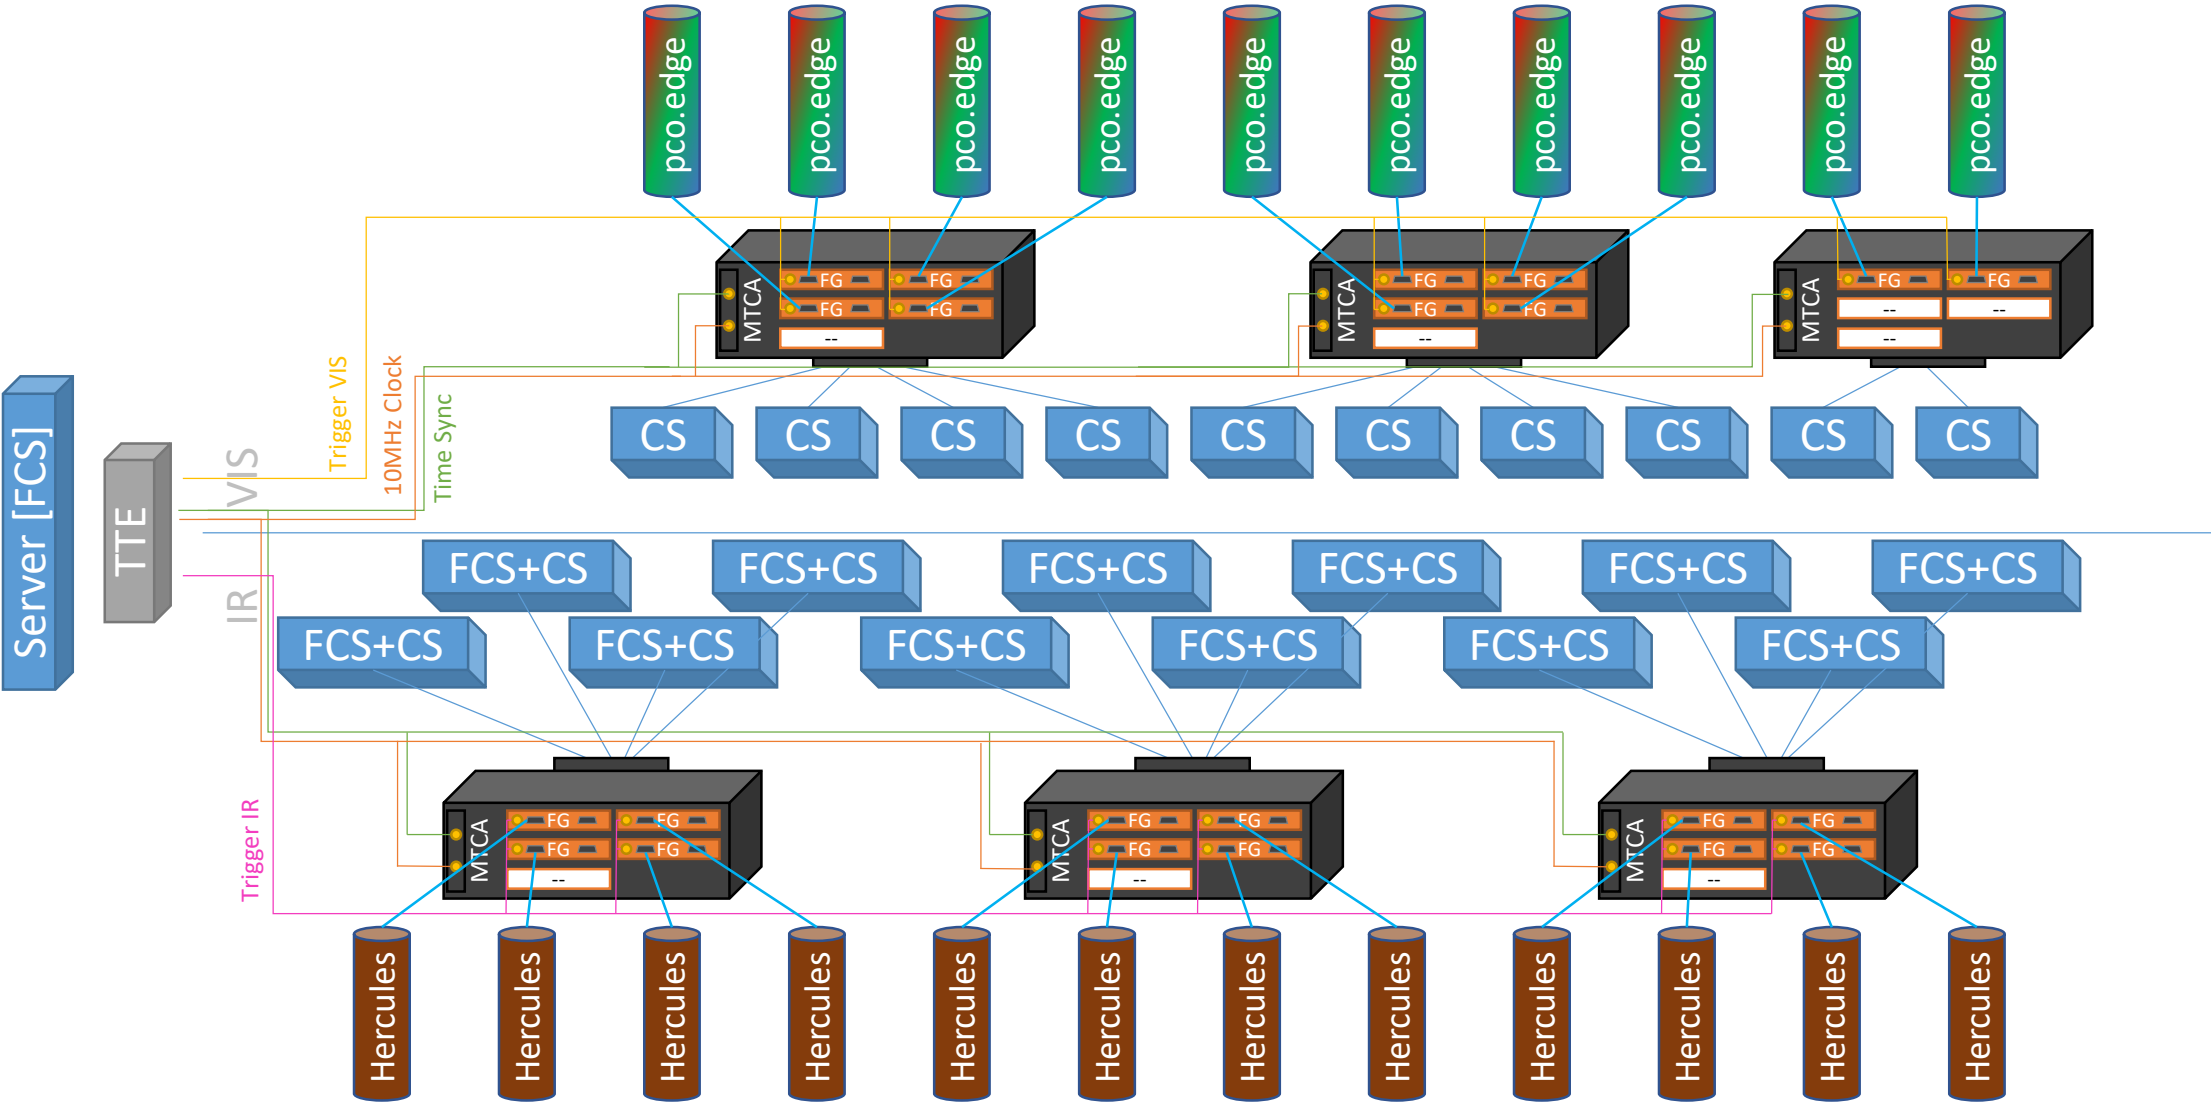 pco.edge pco.edge pco.edge pco.edge pco.edge pco.edge pco.edge pco.edge pco.edge pco.edge
MTCA FG FG MTCA FG FG MTCA FG FG
FG FG FG FG -- --
-- -- --
Trigger VIS
10MHz Clock
Time Sync
CS CS CS CS CS CS CS CS CS CS
Server [FCS]
TTE
VIS
IR
FCS+CS FCS+CS FCS+CS FCS+CS FCS+CS FCS+CS
FCS+CS FCS+CS FCS+CS FCS+CS FCS+CS FCS+CS
Trigger IR
MTCA FG FG MTCA FG FG MTCA FG FG
FG FG FG FG FG FG
-- -- --
Hercules Hercules Hercules Hercules Hercules Hercules Hercules Hercules Hercules Hercules Hercules Hercules